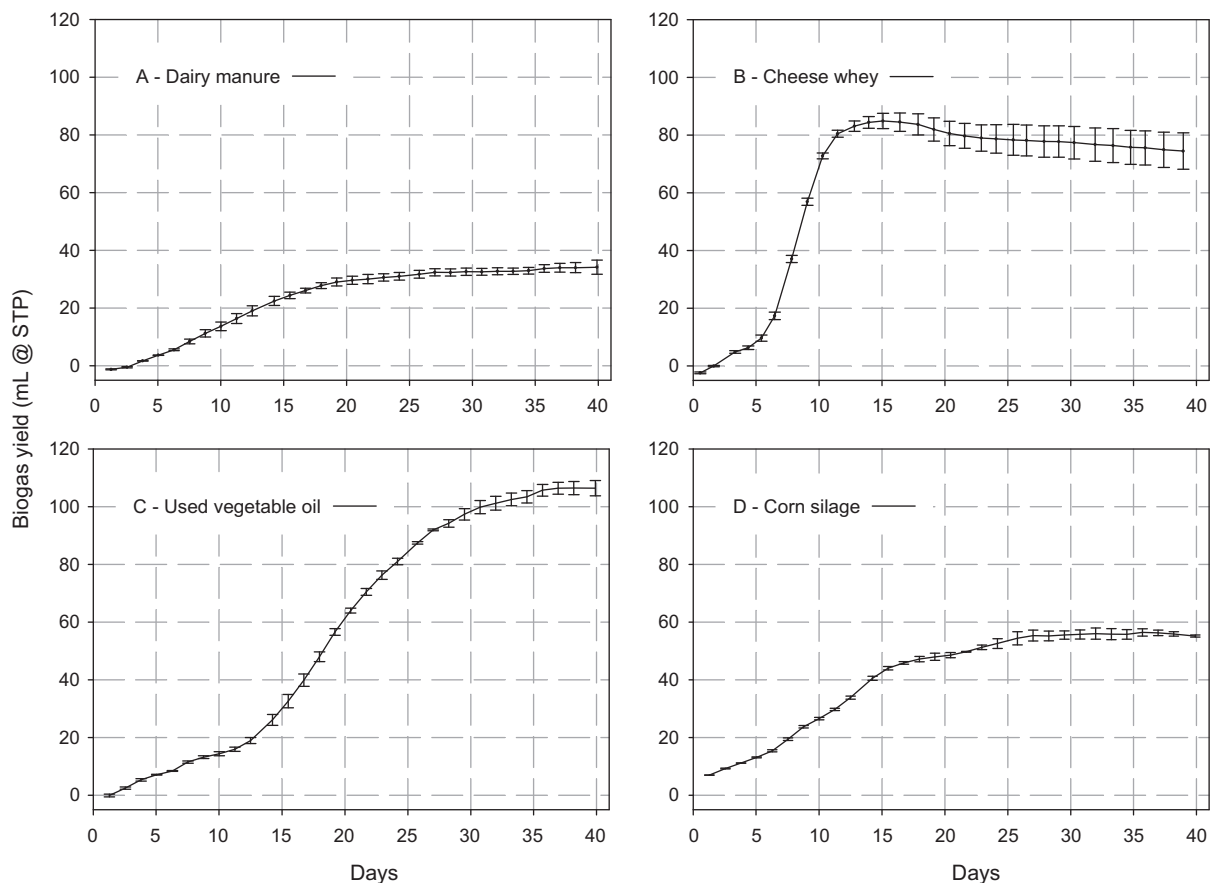 120
100
80
60
40
20
0
A - Dairy manure
0 5 10 15 20 25 30 35 40
120
100
80
60
40
20
0
B - Cheese whey
0 5 10 15 20 25 30 35 40
Biogas yield (mL @ STP)
120
100
80
60
40
20
0
C - Used vegetable oil
0 5 10 15 20 25 30 35 40
Days
120
100
80
60
40
20
0
D - Corn silage
0 5 10 15 20 25 30 35 40
Days